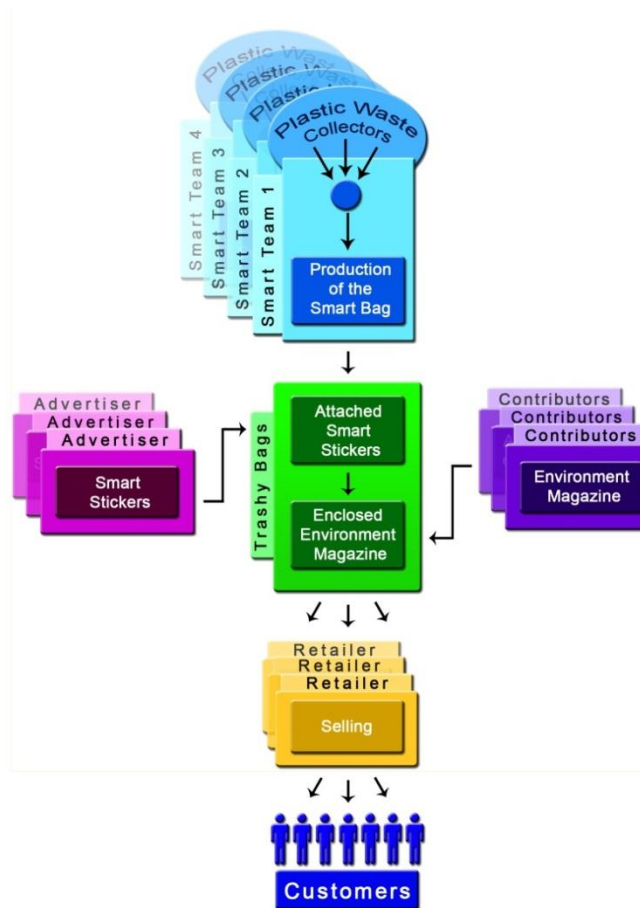 Plastic Waste
Plastic Waste
Plastic
Plastic Waste
Collectors
Smart Team 4
Smart Team 3
Smart Team 2
Smart Team 1
Production
of the
Smart Bag
Advertiser
Advertiser
Advertiser
Smart
Stickers
Trashy Bags
Attached
Smart
Stickers
Enclosed
Environment
Magazine
Contributors
Contributors
Contributors
Environment
Magazine
Retailer
Retailer
Retailer
Selling
Customers